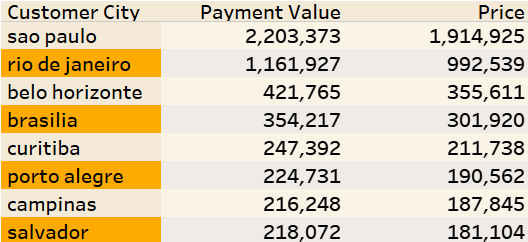 Customer City Payment Value Price
sao paulo 2,203,373 1,914,925
rio de janeiro 1,161,927 992,539
belo horizonte 421,765 355,611
brasilia 354,217 301,920
curitiba 247,392 211,738
porto alegre 224,731 190,562
campinas 216,248 187,845
salvador 218,072 181,104